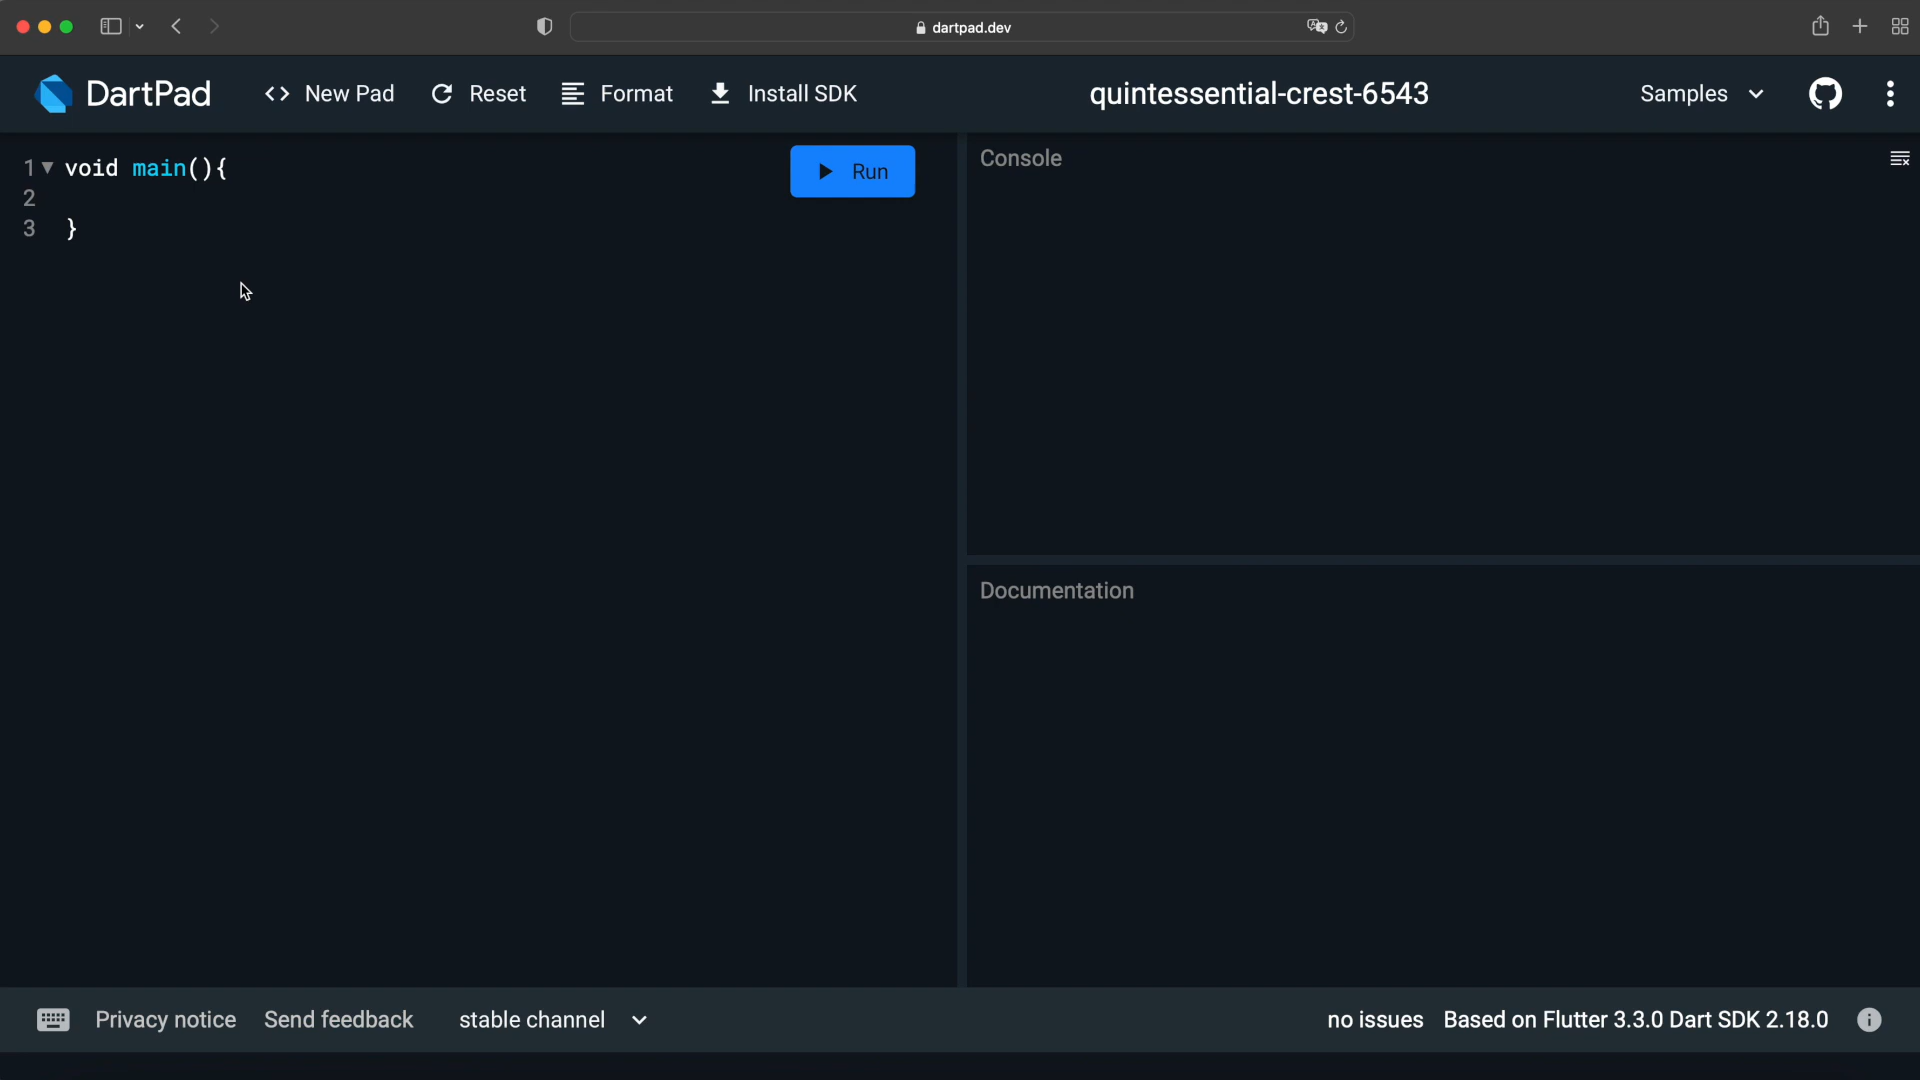 dartpad.dev
DartPad
New Pad
Reset
Format
Install SDK
quintessential-crest-6543
Samples
1 void main(){
2
3 }
Run
Console
Documentation
Privacy notice
Send feedback
stable channel
no issues
Based on Flutter 3.3.0 Dart SDK 2.18.0